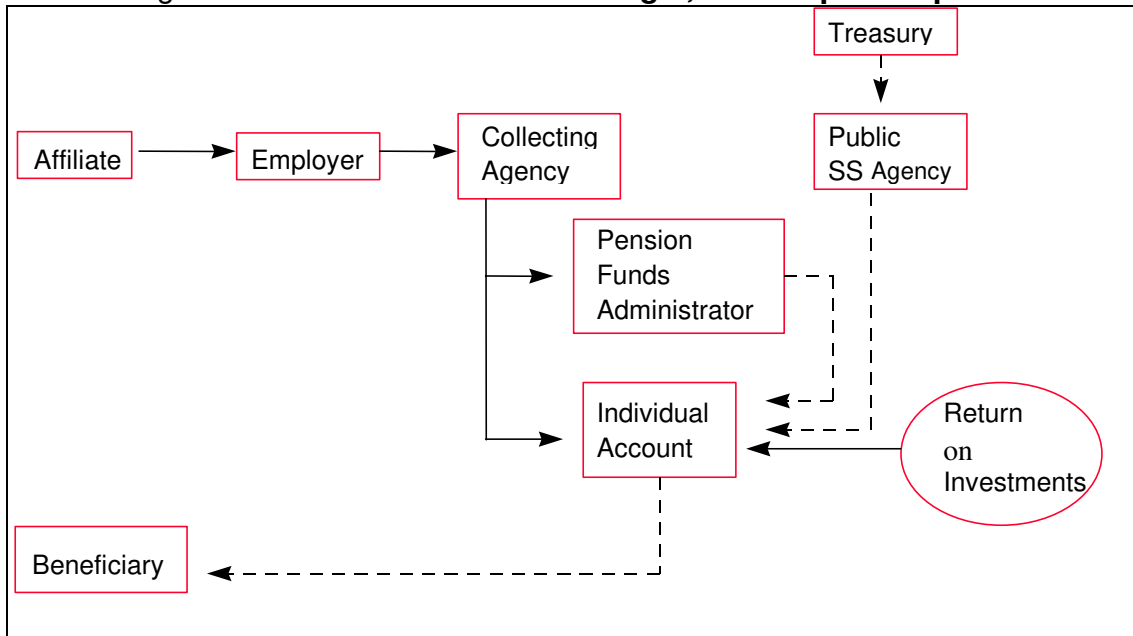 Treasury
Affiliate
Employer
Collecting
Agency
Public
SS Agency
Pension
Funds
Administrator
Individual
Account
Return
on
Investments
Beneficiary